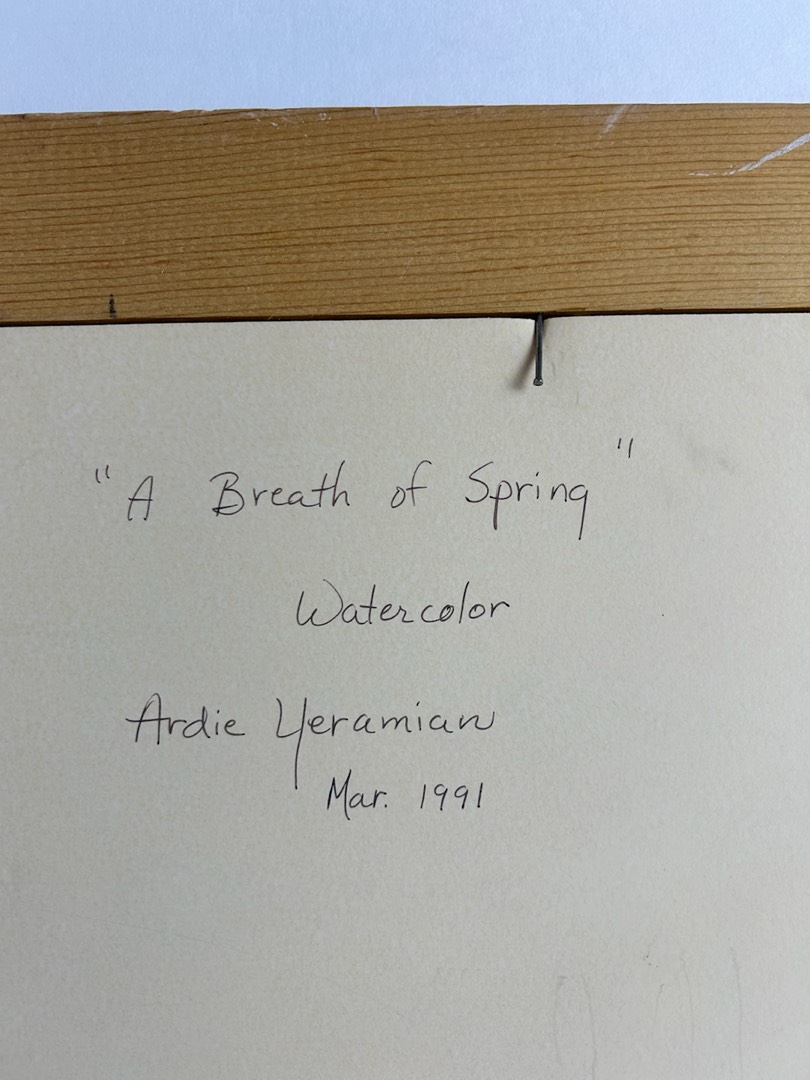 "A Breath of Spring"
Watercolor
Ardie Yeramian
Mar. 1991